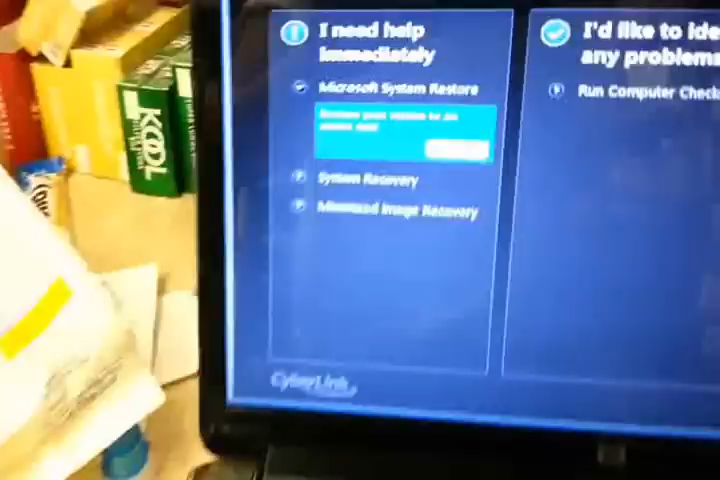 KOOL
I need help
immediately
Microsoft System Restore
System Recovery
Minimized Image Recovery
CyberLink
I'd like to ide
any problems
Run Computer Check